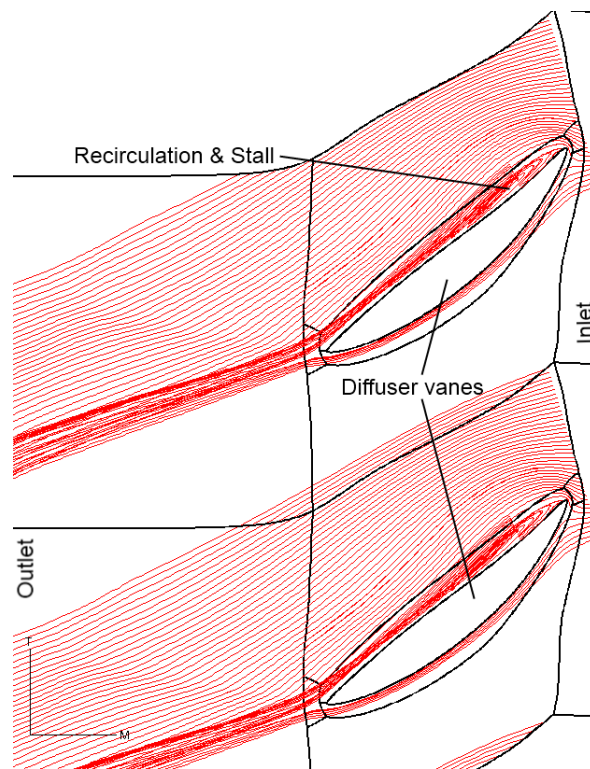 Recirculation & Stall
Inlet
Diffuser vanes
Outlet
T
M